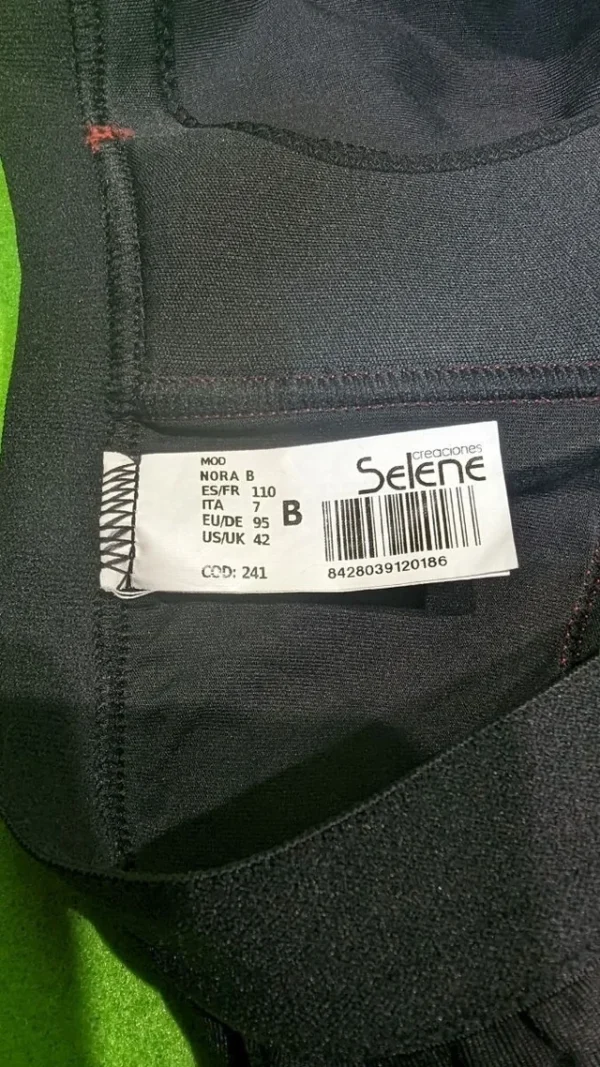 MOD
NORA B
ES/FR 110
ITA 7
EU/DE 95
US/UK 42
B
COD: 241
creaciones
Selene
8428039120186